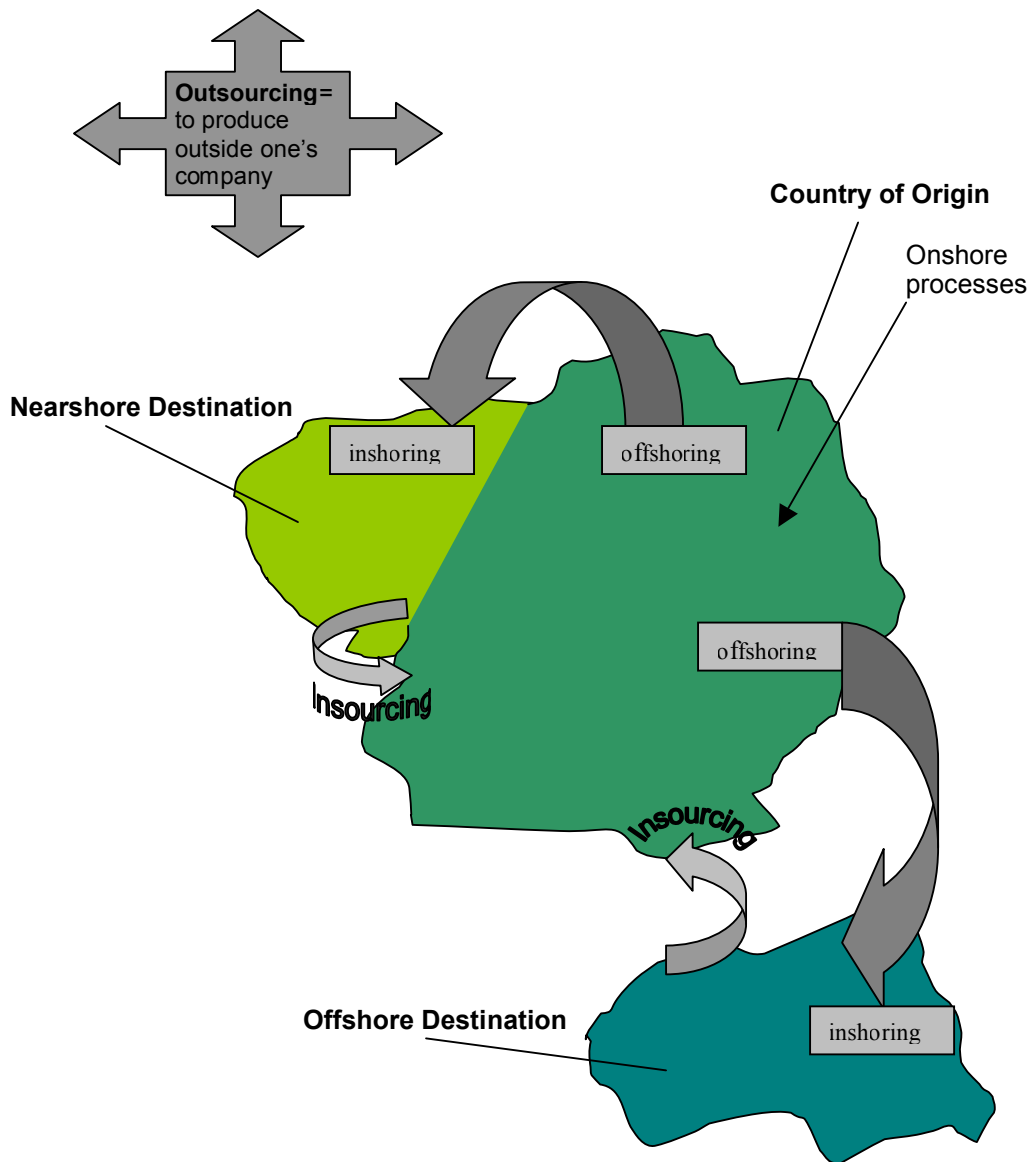 Outsourcing=
to produce
outside one's
company
Country of Origin
Onshore
processes
Nearshore Destination
inshoring
offshoring
offshoring
Insourcing
Insourcing
Offshore Destination
inshoring